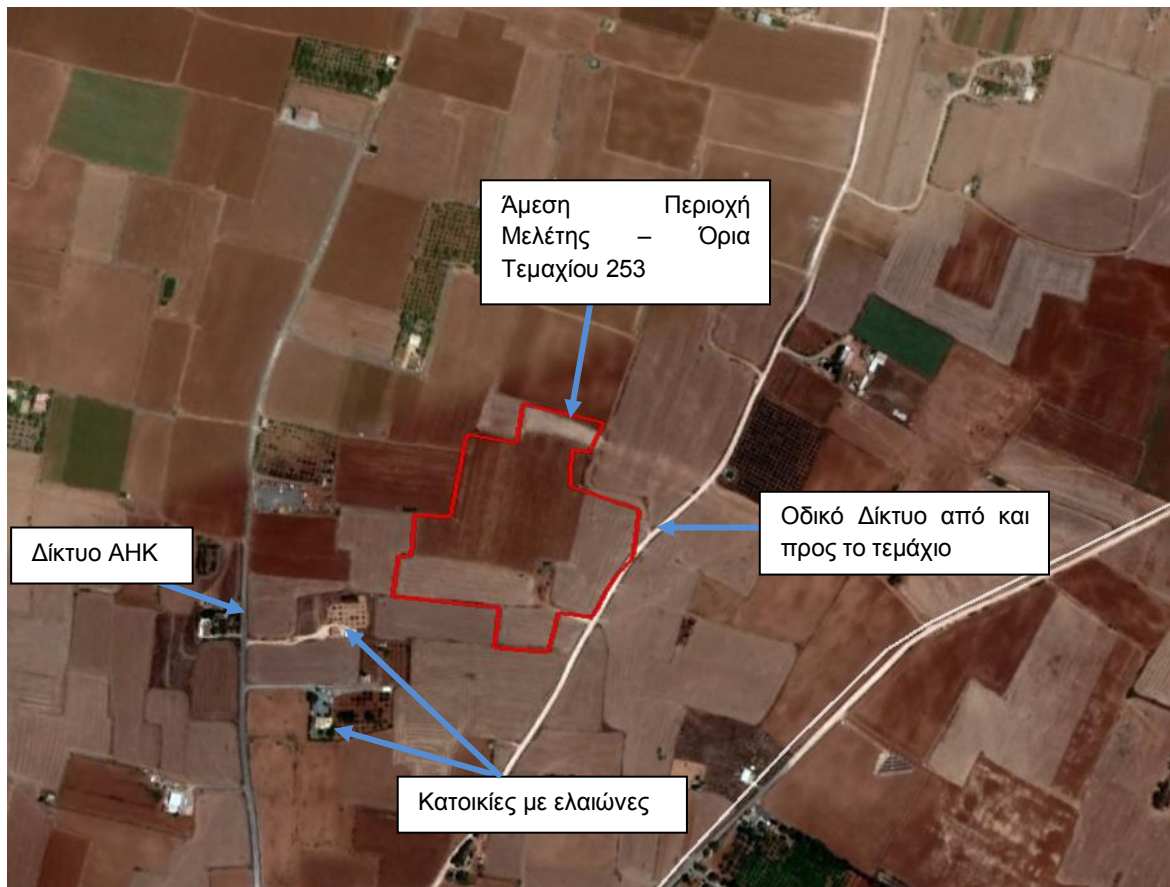 Άμεση Περιοχή
Μελέτης – Όρια
Τεμαχίου 253
Οδικό Δίκτυο από και
προς το τεμάχιο
Δίκτυο ΑΗΚ
Κατοικίες με ελαιώνες